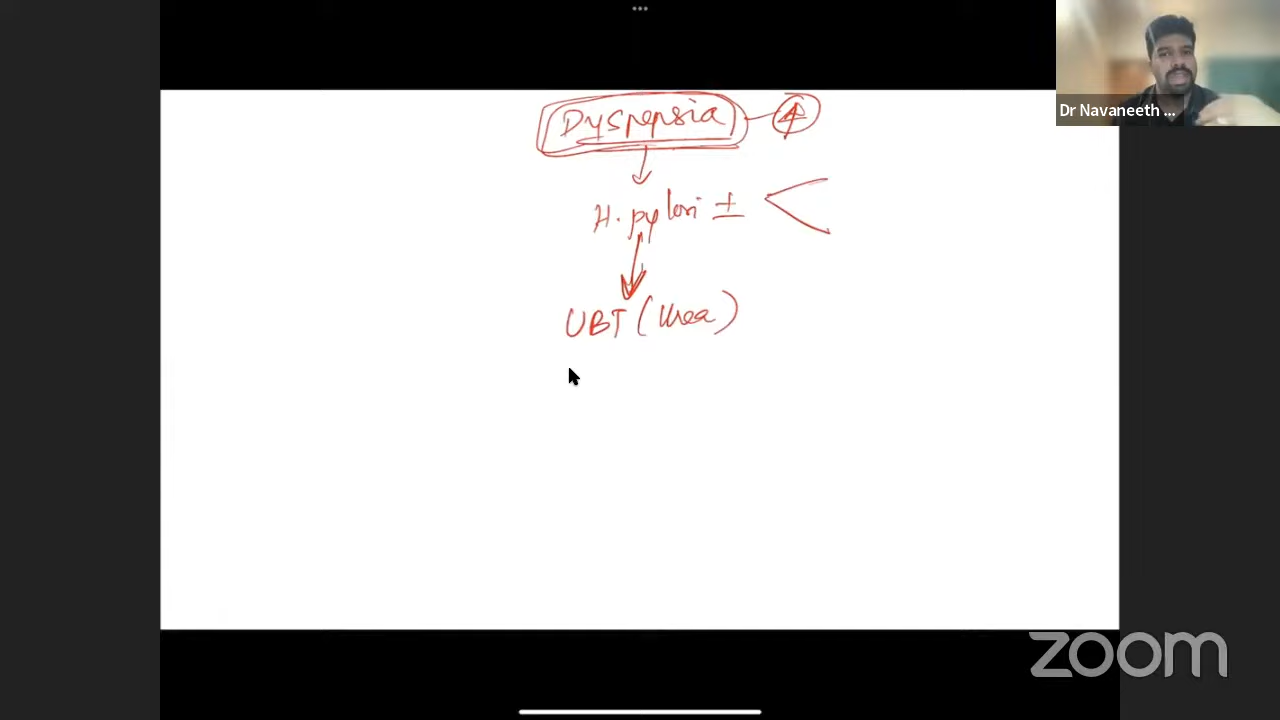 Dyspepsia
H. pylori ±
UBT (Urea)
Dr Navaneeth ...
zoom